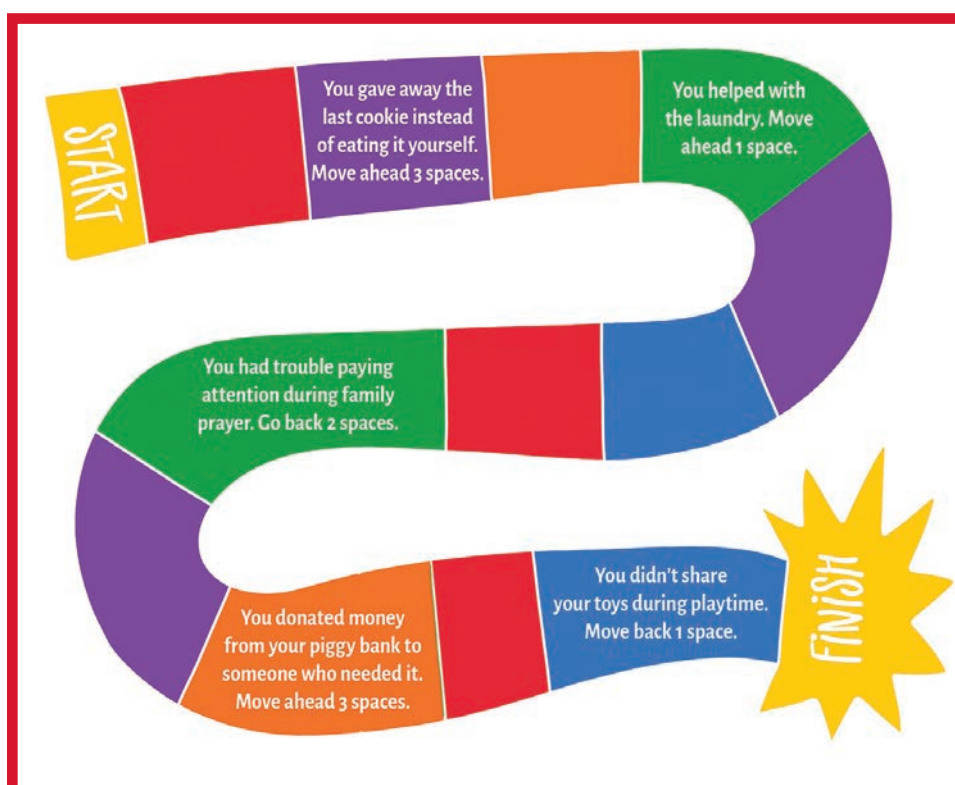 START
You gave away the
last cookie instead
of eating it yourself.
Move ahead 3 spaces.
You helped with
the laundry. Move
ahead 1 space.
You had trouble paying
attention during family
prayer. Go back 2 spaces.
You donated money
from your piggy bank to
someone who needed it.
Move ahead 3 spaces.
You didn’t share
your toys during playtime.
Move back 1 space.
FiNiSH